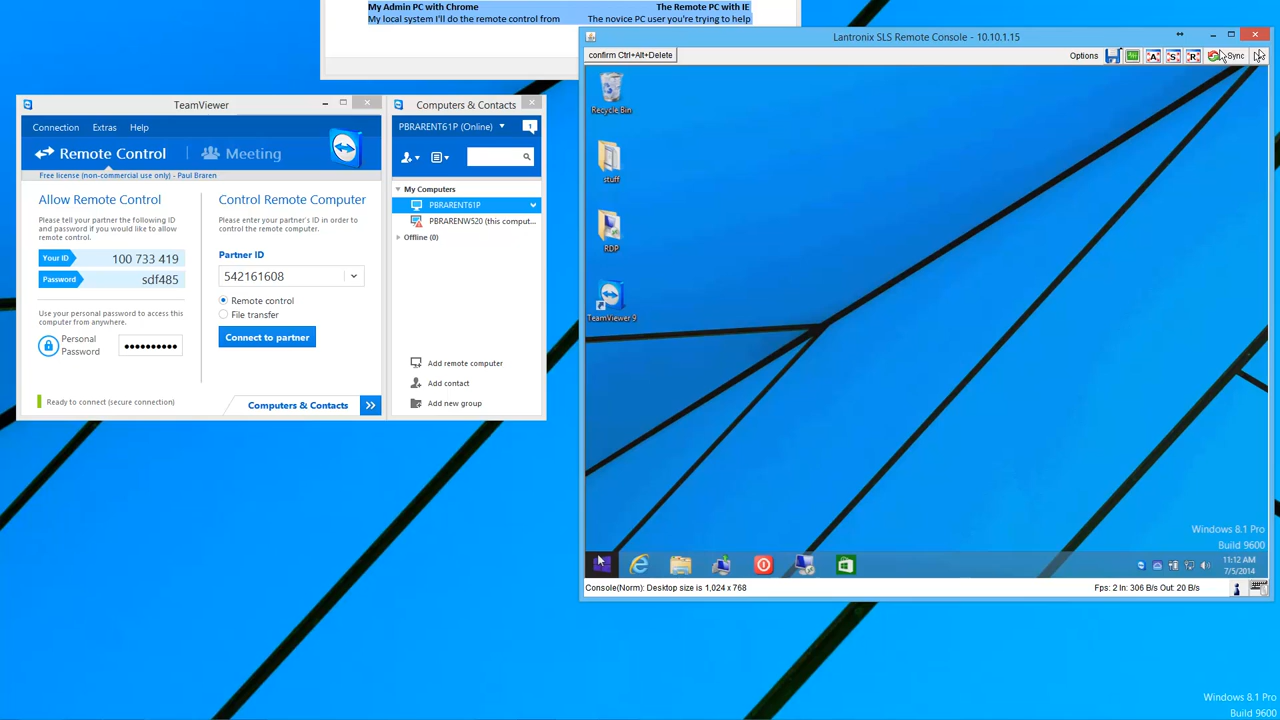 My Admin PC with Chrome The Remote PC with IE
My local system I'll do the remote control from The novice PC user you're trying to help
Lantronix SLS Remote Console - 10.10.1.15
confirm Ctrl+Alt+Delete
Options
A
S
R
Sync
TeamViewer
Connection Extras Help
Remote Control
Meeting
Free license (non-commercial use only) - Paul Braren
Allow Remote Control
Please tell your partner the following ID
and password if you would like to allow
remote control.
Your ID 100 733 419
Password sdf485
Use your personal password to access this
computer from anywhere.
Personal
Password
Ready to connect (secure connection)
Control Remote Computer
Please enter your partner's ID in order to
control the remote computer.
Partner ID
542161608
Remote control
File transfer
Connect to partner
Computers & Contacts
Computers & Contacts
PBRARENT61P (Online)
1
My Computers
PBRARENT61P
PBRARENW520 (this comput...
Offline (0)
Add remote computer
Add contact
Add new group
Recycle Bin
stuff
RDP
TeamViewer 9
Windows 8.1 Pro
Build 9600
11:12 AM
7/5/2014
Console(Norm): Desktop size is 1,024 x 768
Fps: 2 In: 306 B/s Out: 20 B/s
Windows 8.1 Pro
Build 9600